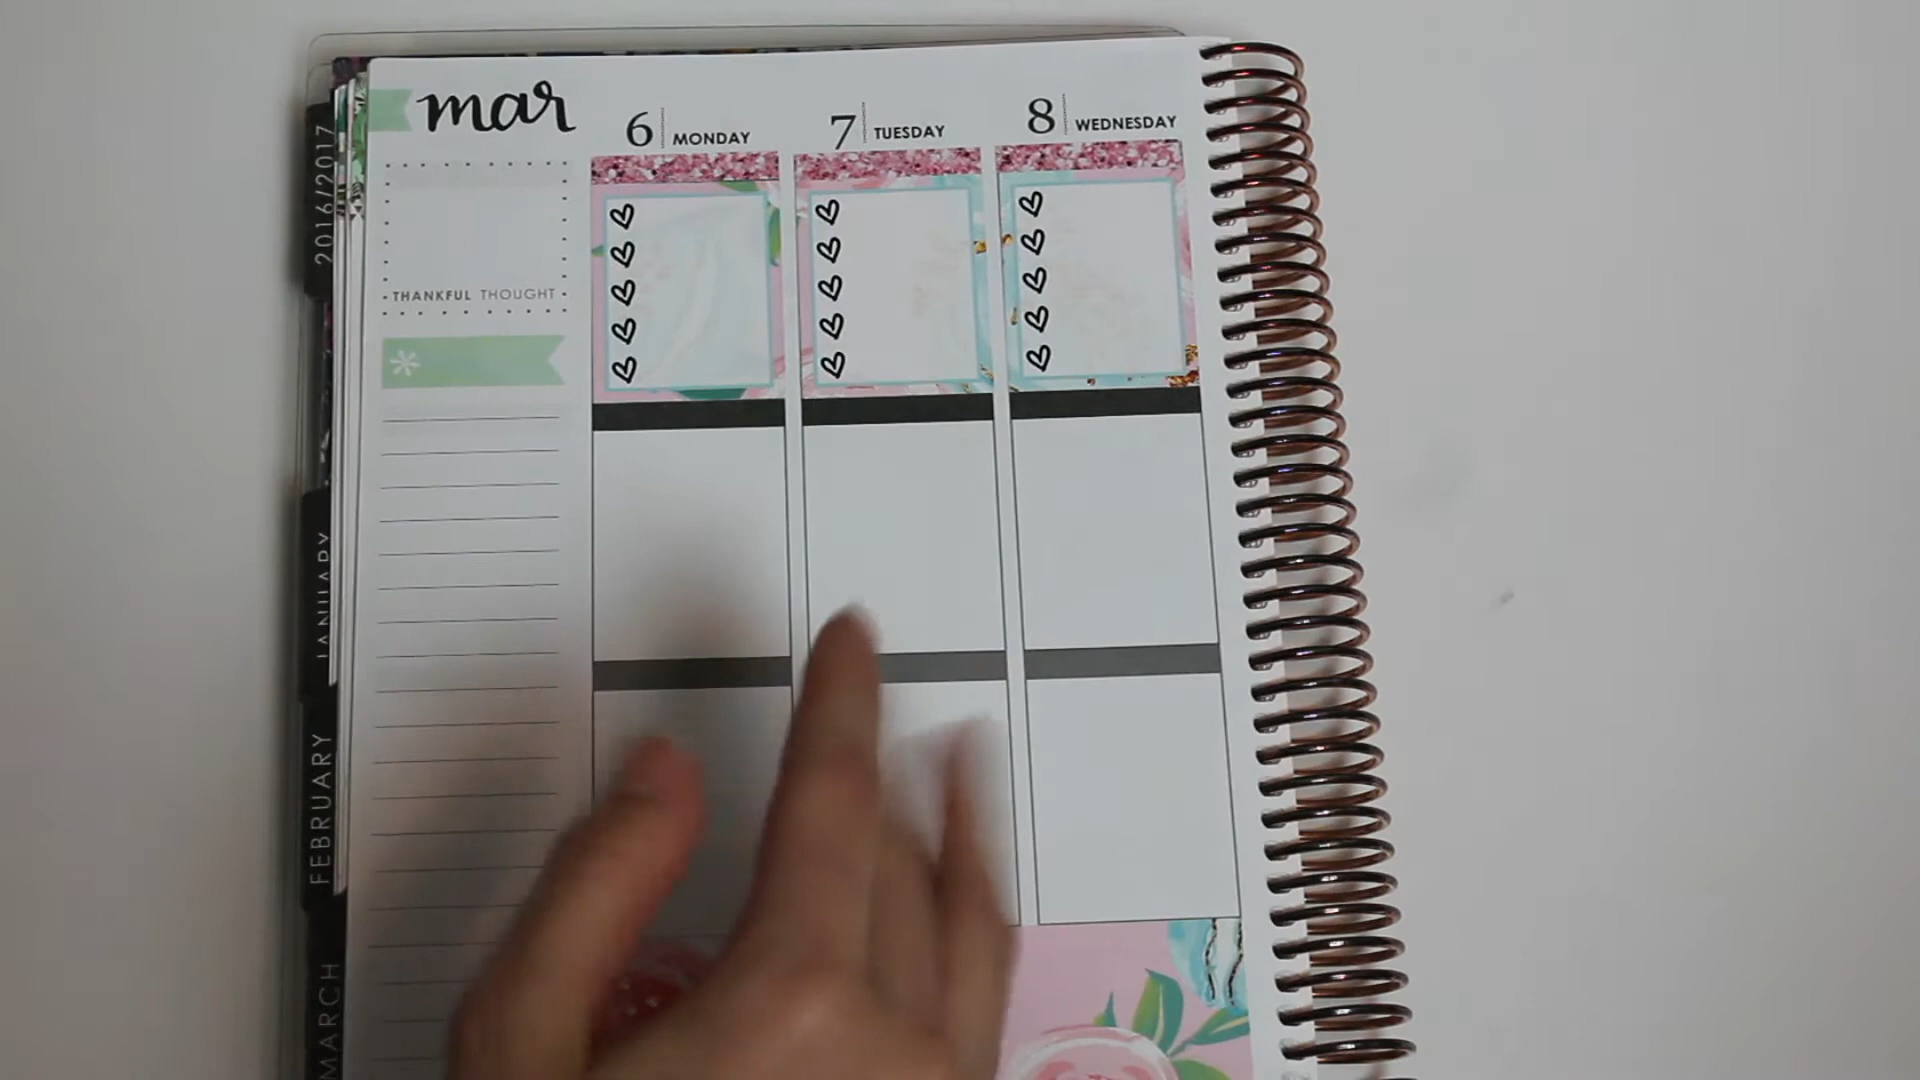 mar
6 MONDAY
7 TUESDAY
8 WEDNESDAY
THANKFUL THOUGHT
2016/2017
JANUARY
FEBRUARY
MARCH